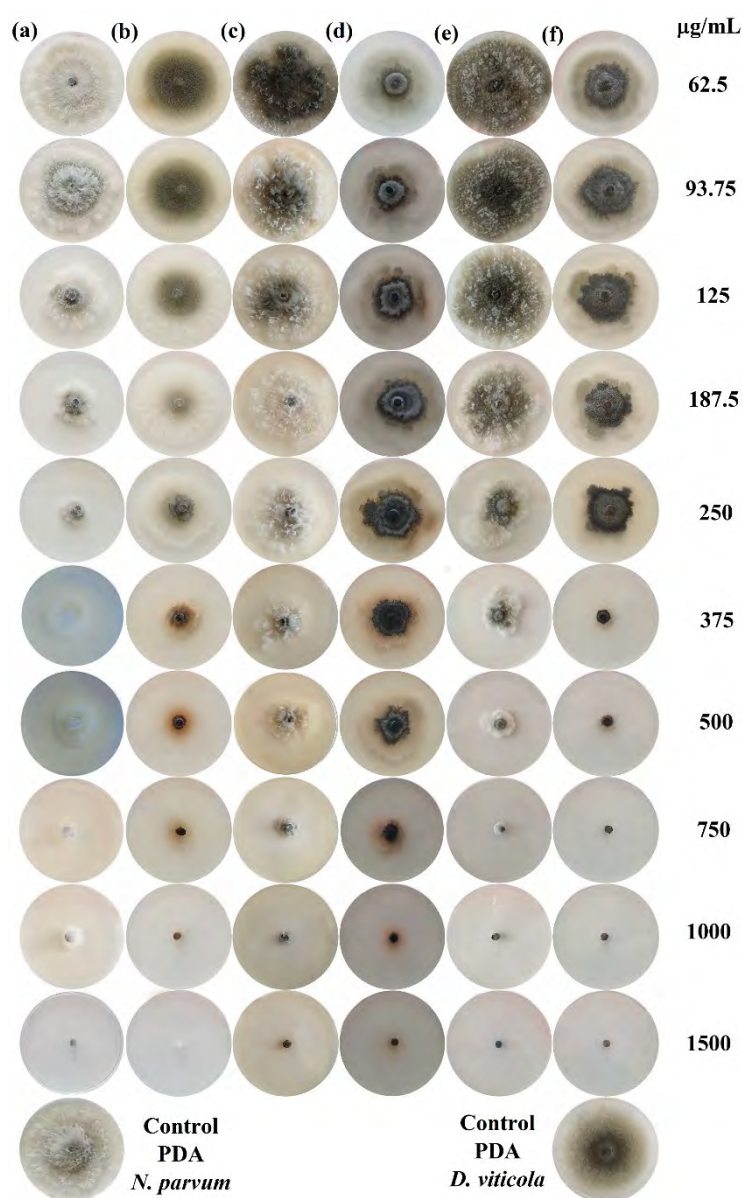 (a) (b) (c) (d) (e) (f) µg/mL
62.5
93.75
125
187.5
250
375
500
750
1000
1500
Control
PDA
N. parvum
Control
PDA
D. viticola